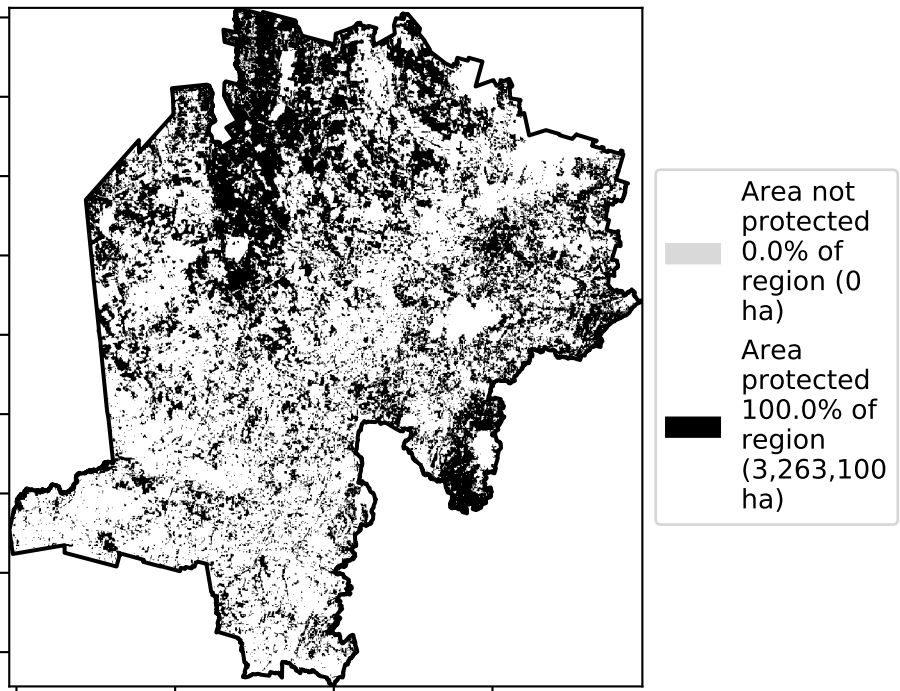 Area not
protected
0.0% of
region (0
ha)
Area
protected
100.0% of
region
(3,263,100
ha)